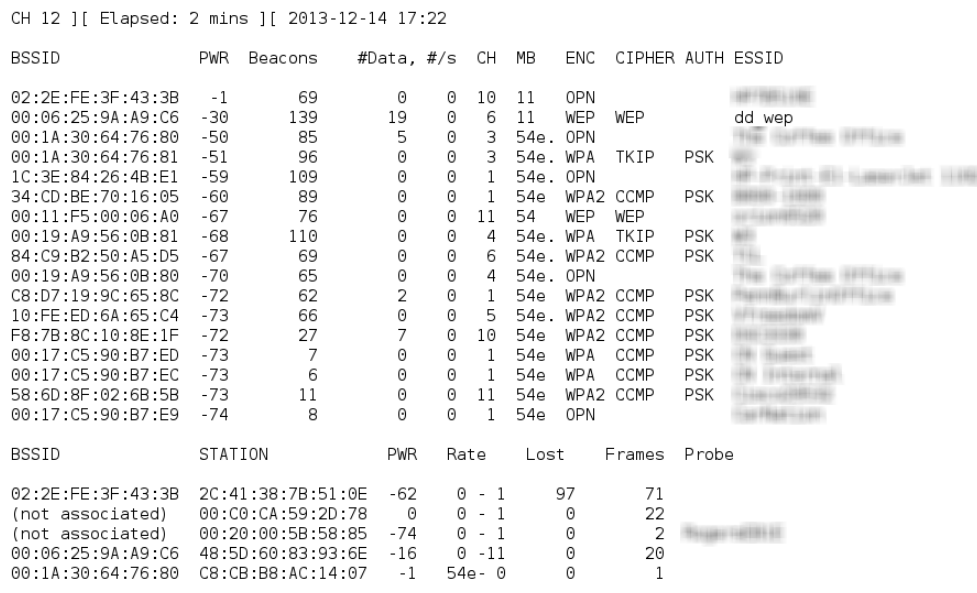 CH 12 ][ Elapsed: 2 mins ][ 2013-12-14 17:22
BSSID PWR Beacons #Data, #/s CH MB ENC CIPHER AUTH ESSID
02:2E:FE:3F:43:3B -1 69 0 0 10 11 OPN
00:06:25:9A:A9:C6 -30 139 19 0 6 11 WEP WEP dd_wep
00:1A:30:64:76:80 -50 85 5 0 3 54e. OPN
00:1A:30:64:76:81 -51 96 0 0 3 54e. WPA TKIP PSK
1C:3E:84:26:4B:E1 -59 109 0 0 1 54e. OPN
34:CD:BE:70:16:05 -60 89 0 0 1 54e WPA2 CCMP PSK
00:11:F5:00:06:A0 -67 76 0 0 11 54 WEP WEP
00:19:A9:56:0B:81 -68 110 0 0 4 54e. WPA TKIP PSK
84:C9:B2:50:A5:D5 -67 69 0 0 6 54e. WPA2 CCMP PSK
00:19:A9:56:0B:80 -70 65 0 0 4 54e. OPN
C8:D7:19:9C:65:8C -72 62 2 0 1 54e WPA2 CCMP PSK
10:FE:ED:6A:65:C4 -73 66 0 0 5 54e. WPA2 CCMP PSK
F8:7B:8C:10:8E:1F -72 27 7 0 10 54e WPA2 CCMP PSK
00:17:C5:90:B7:ED -73 7 0 0 1 54e WPA CCMP PSK
00:17:C5:90:B7:EC -73 6 0 0 1 54e WPA CCMP PSK
58:6D:8F:02:6B:5B -73 11 0 0 11 54e WPA2 CCMP PSK
00:17:C5:90:B7:E9 -74 8 0 0 1 54e OPN
BSSID STATION PWR Rate Lost Frames Probe
02:2E:FE:3F:43:3B 2C:41:38:7B:51:0E -62 0 - 1 97 71
(not associated) 00:C0:CA:59:2D:78 0 0 - 1 0 22
(not associated) 00:20:00:5B:58:85 -74 0 - 1 0 2
00:06:25:9A:A9:C6 48:5D:60:83:93:6E -16 0 -11 0 20
00:1A:30:64:76:80 C8:CB:B8:AC:14:07 -1 54e- 0 0 1